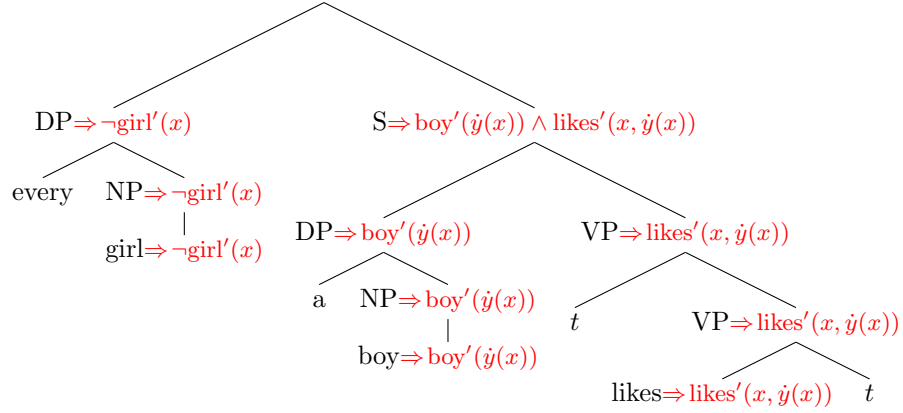 DP⇒¬girl′(x) S⇒boy′(ẏ(x)) ∧ likes′(x, ẏ(x))
every NP⇒¬girl′(x)
DP⇒boy′(ẏ(x)) VP⇒likes′(x, ẏ(x))
girl⇒¬girl′(x)
a NP⇒boy′(ẏ(x)) t VP⇒likes′(x, ẏ(x))
boy⇒boy′(ẏ(x))
likes⇒likes′(x, ẏ(x)) t